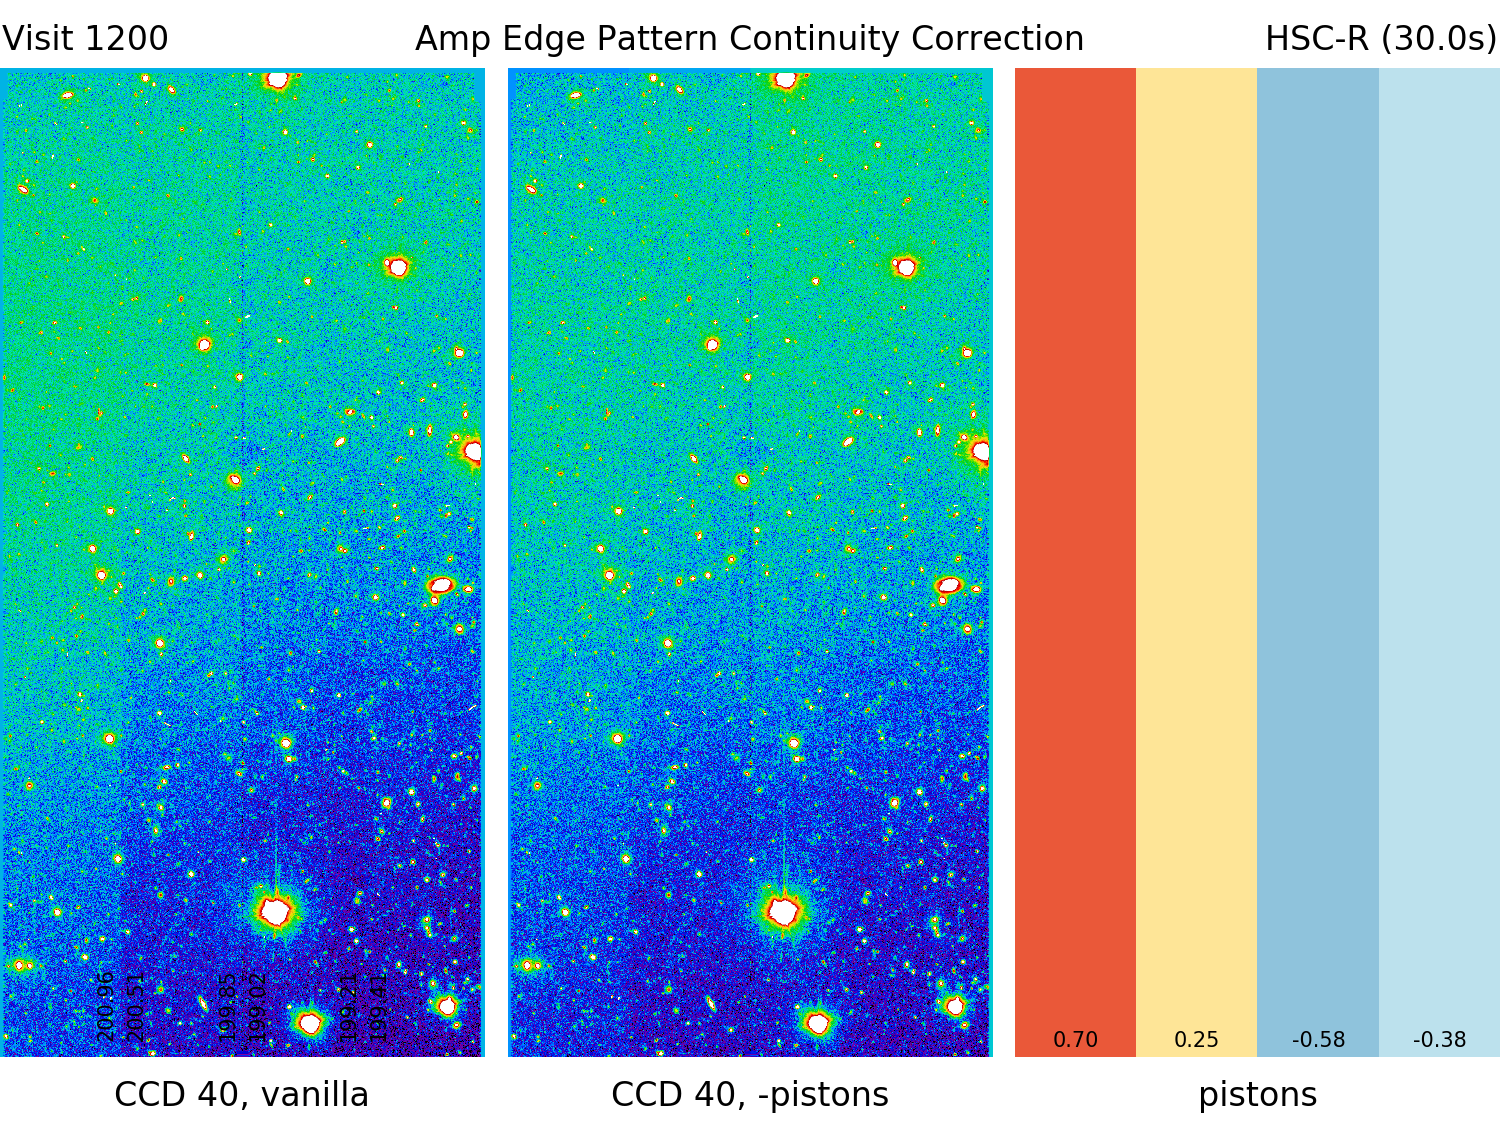 Visit 1200
Amp Edge Pattern Continuity Correction
HSC-R (30.0s)
200.96
200.51
199.85
199.02
199.21
199.41
0.70
0.25
-0.58
-0.38
CCD 40, vanilla
CCD 40, -pistons
pistons